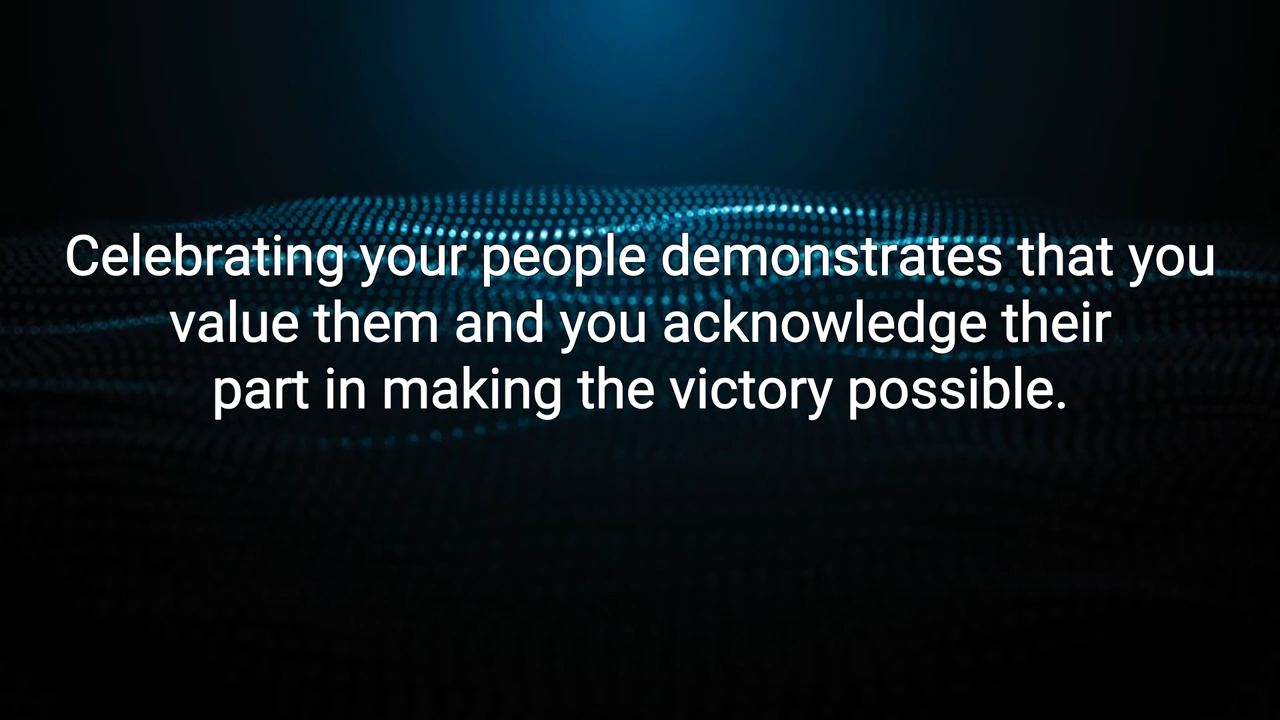 Celebrating your people demonstrates that you
value them and you acknowledge their
part in making the victory possible.